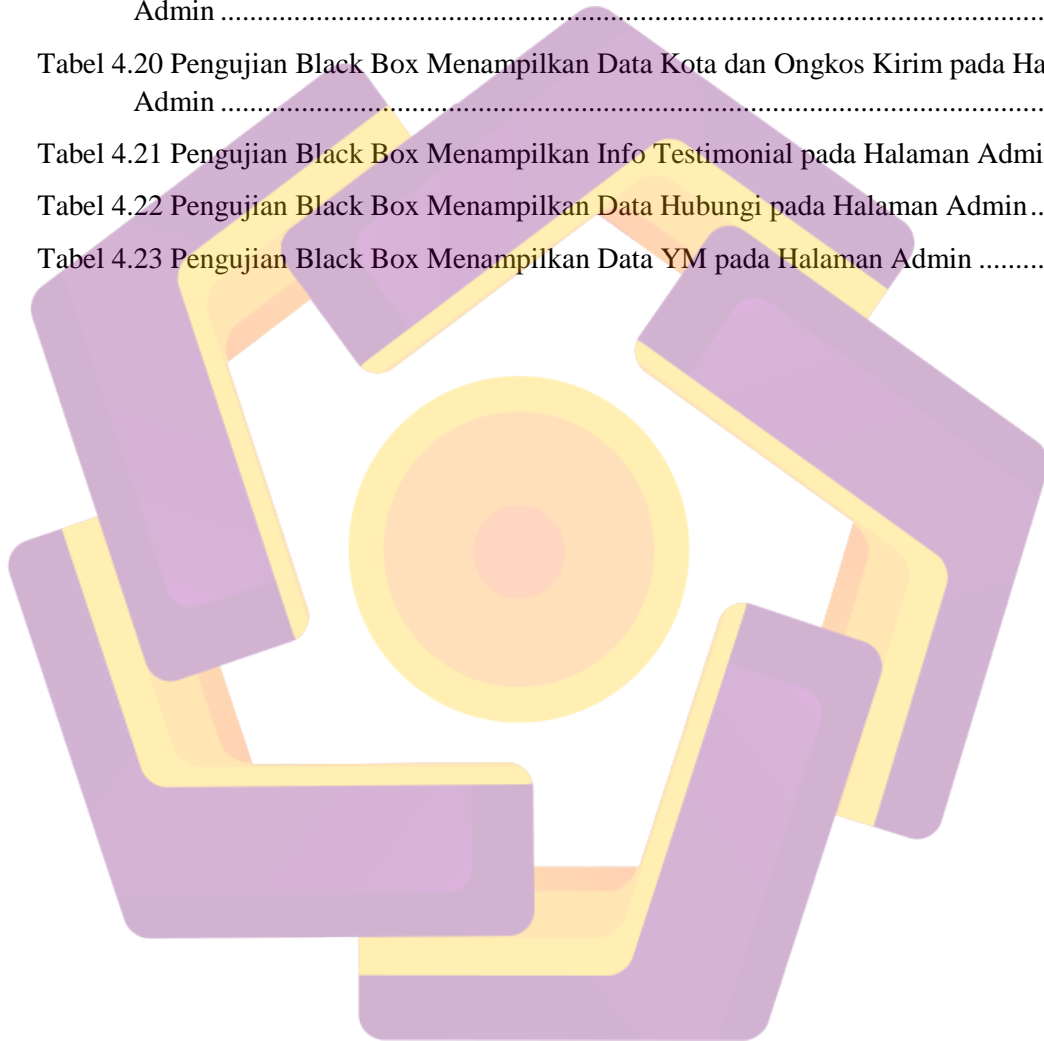 Admin ........................................................................................................................
Tabel 4.20 Pengujian Black Box Menampilkan Data Kota dan Ongkos Kirim pada Ha
Admin ........................................................................................................................
Tabel 4.21 Pengujian Black Box Menampilkan Info Testimonial pada Halaman Admi
Tabel 4.22 Pengujian Black Box Menampilkan Data Hubungi pada Halaman Admin ..
Tabel 4.23 Pengujian Black Box Menampilkan Data YM pada Halaman Admin .........